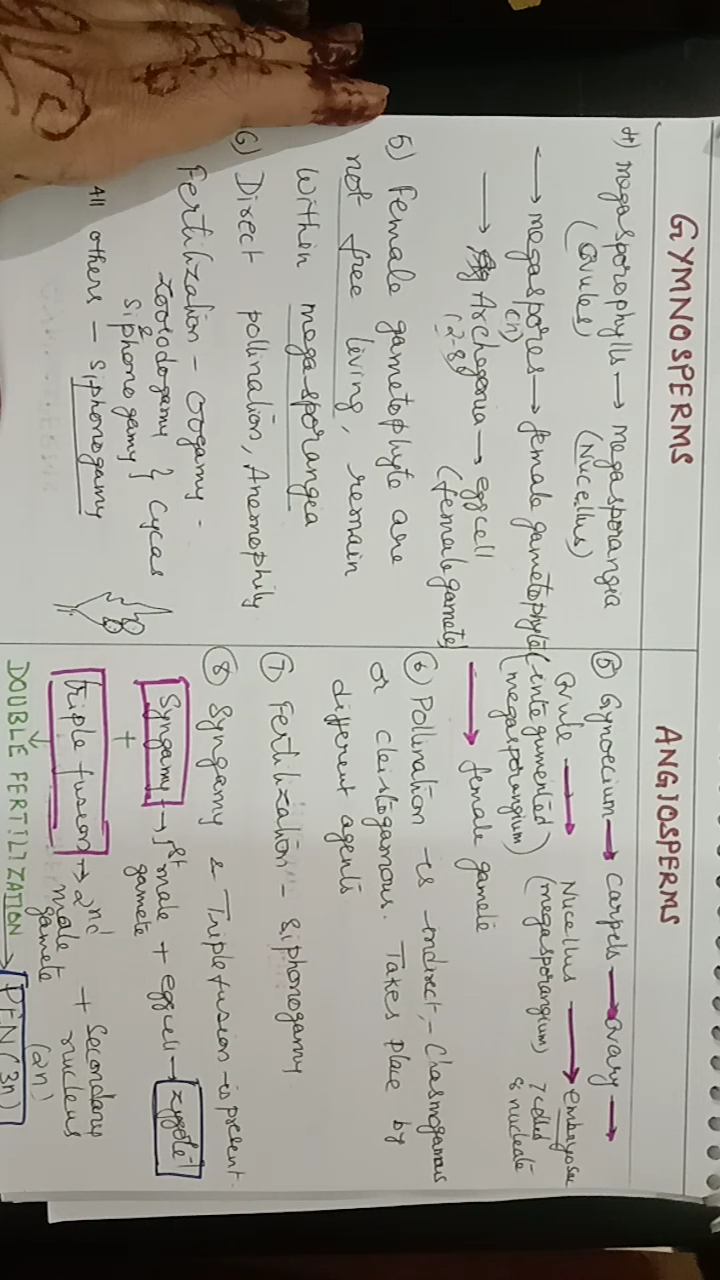 GYMNOSPERMS
4) Megasporophylls → Megasporangia
(Ovules) (Nucellus)
→ megaspores → female gametophyte
(n)
→ Archegonia → egg cell
(2-8) (female gamete)
5) Female gametophyte are
not free living, remain
within megasporangia
6) Direct pollination, Anemophily
Fertilization - Oogamy -
Zooidogamy
&
siphonogamy } Cycas
All others - Siphonogamy
ANGIOSPERMS
⑤ Gynoecium → Carpels → Ovary →
Ovule → Nucellus → embryosac
(integumented (megasporangium) 7 celled
megasporangium) 8 nucleate
→ female gamete
⑥ Pollination is indirect, - Chasmogamous
or cleistogamous. Takes place by
different agents
⑦ Fertilization - Siphonogamy
⑧ Syngamy & Triple fusion is present.
Syngamy → 1st male + egg cell → zygote
gamete
+
Triple fusion → 2nd male gamete + Secondary nucleus (2n)
DOUBLE FERTILIZATION → PEN (3n)